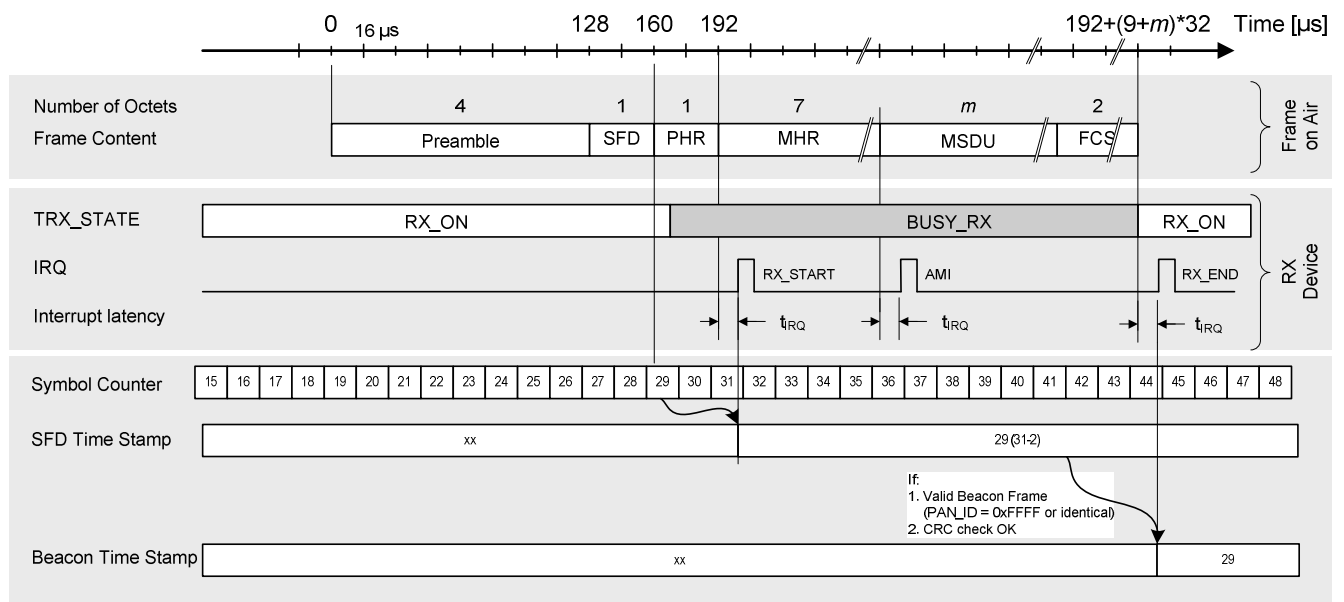 0 16 µs 128 160 192 192+(9+m)*32 Time [µs]
Number of Octets 4 1 1 7 m 2
Frame Content Preamble SFD PHR MHR MSDU FCS
Frame on Air
TRX_STATE RX_ON BUSY_RX RX_ON
IRQ RX_START AMI RX_END
Interrupt latency tIRQ tIRQ tIRQ
RX Device
Symbol Counter 15 16 17 18 19 20 21 22 23 24 25 26 27 28 29 30 31 32 33 34 35 36 37 38 39 40 41 42 43 44 45 46 47 48
SFD Time Stamp xx 29 (31-2)
If:
1. Valid Beacon Frame
(PAN_ID = 0xFFFF or identical)
2. CRC check OK
Beacon Time Stamp xx 29